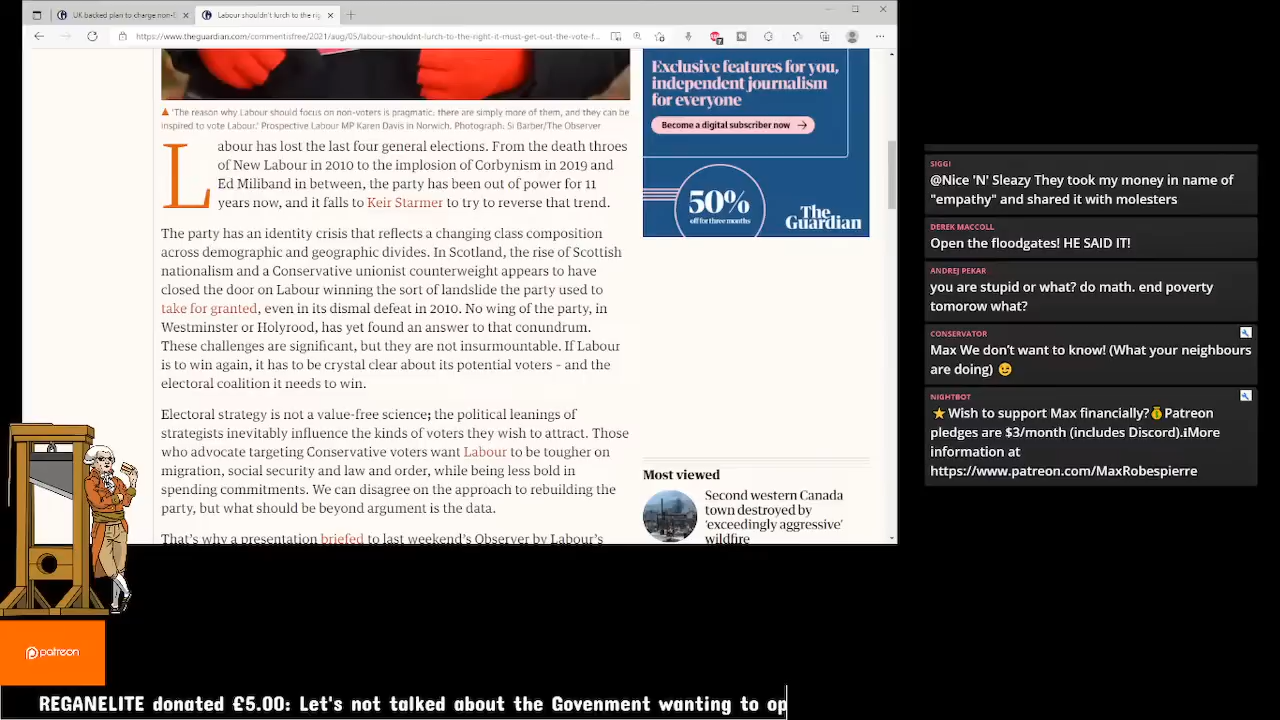 UK backed plan to charge non-
Labour shouldn't lurch to the rig
https://www.theguardian.com/commentisfree/2021/aug/05/labour-shouldnt-lurch-to-the-right-it-must-get-out-the-vote-f...
'The reason why Labour should focus on non-voters is pragmatic. there are simply more of them, and they can be
inspired to vote Labour.' Prospective Labour MP Karen Davis in Norwich. Photograph: Si Barber/The Observer
Labour has lost the last four general elections. From the death throes
of New Labour in 2010 to the implosion of Corbynism in 2019 and
Ed Miliband in between, the party has been out of power for 11
years now, and it falls to Keir Starmer to try to reverse that trend.
The party has an identity crisis that reflects a changing class composition
across demographic and geographic divides. In Scotland, the rise of Scottish
nationalism and a Conservative unionist counterweight appears to have
closed the door on Labour winning the sort of landslide the party used to
take for granted, even in its dismal defeat in 2010. No wing of the party, in
Westminster or Holyrood, has yet found an answer to that conundrum.
These challenges are significant, but they are not insurmountable. If Labour
is to win again, it has to be crystal clear about its potential voters – and the
electoral coalition it needs to win.
Electoral strategy is not a value-free science; the political leanings of
strategists inevitably influence the kinds of voters they wish to attract. Those
who advocate targeting Conservative voters want Labour to be tougher on
migration, social security and law and order, while being less bold in
spending commitments. We can disagree on the approach to rebuilding the
party, but what should be beyond argument is the data.
That's why a presentation briefed to last weekend's Observer by Labour's
Exclusive features for you,
independent journalism
for everyone
Become a digital subscriber now →
50%
off for three months
The
Guardian
Most viewed
Second western Canada
town destroyed by
'exceedingly aggressive'
wildfire
SIGGI
@Nice 'N' Sleazy They took my money in name of
"empathy" and shared it with molesters
DEREK MACCOLL
Open the floodgates! HE SAID IT!
ANDREJ PEKAR
you are stupid or what? do math. end poverty
tomorow what?
CONSERVATOR
Max We don't want to know! (What your neighbours
are doing) 😉
NIGHTBOT
⭐Wish to support Max financially?💰Patreon
pledges are $3/month (includes Discord).ℹMore
information at
https://www.patreon.com/MaxRobespierre
patreon
REGANELITE donated £5.00: Let's not talked about the Govenment wanting to op